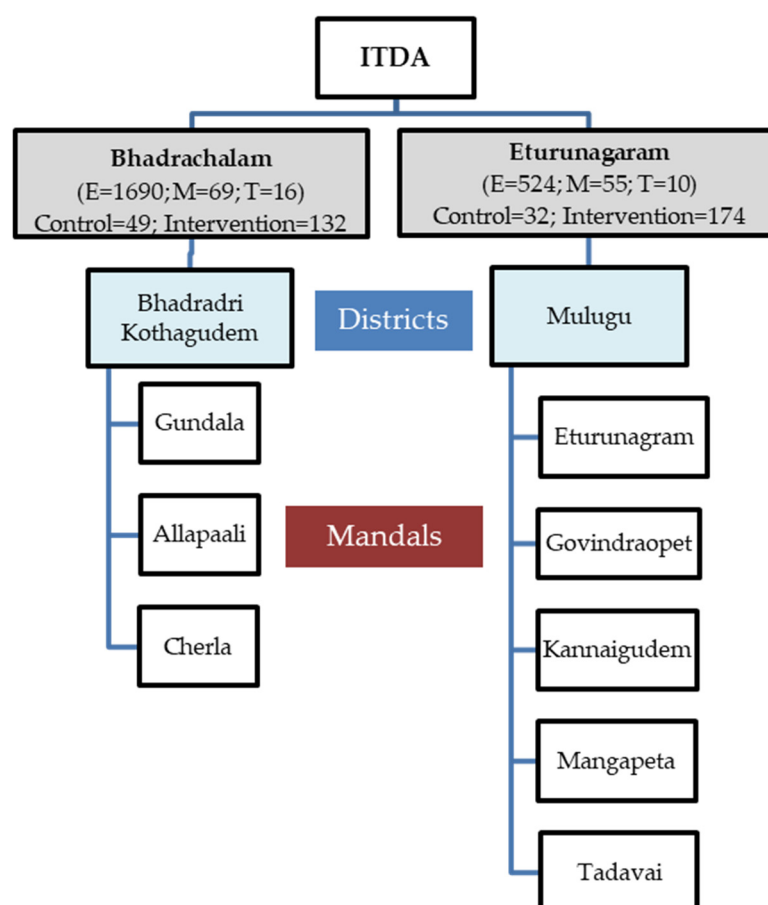 ITDA
Bhadrachalam
(E=1690; M=69; T=16)
Control=49; Intervention=132
Eturunagaram
(E=524; M=55; T=10)
Control=32; Intervention=174
Bhadradri
Kothagudem
Districts
Mulugu
Gundala
Allapaali
Cherla
Mandals
Eturunagram
Govindraopet
Kannaigudem
Mangapeta
Tadavai